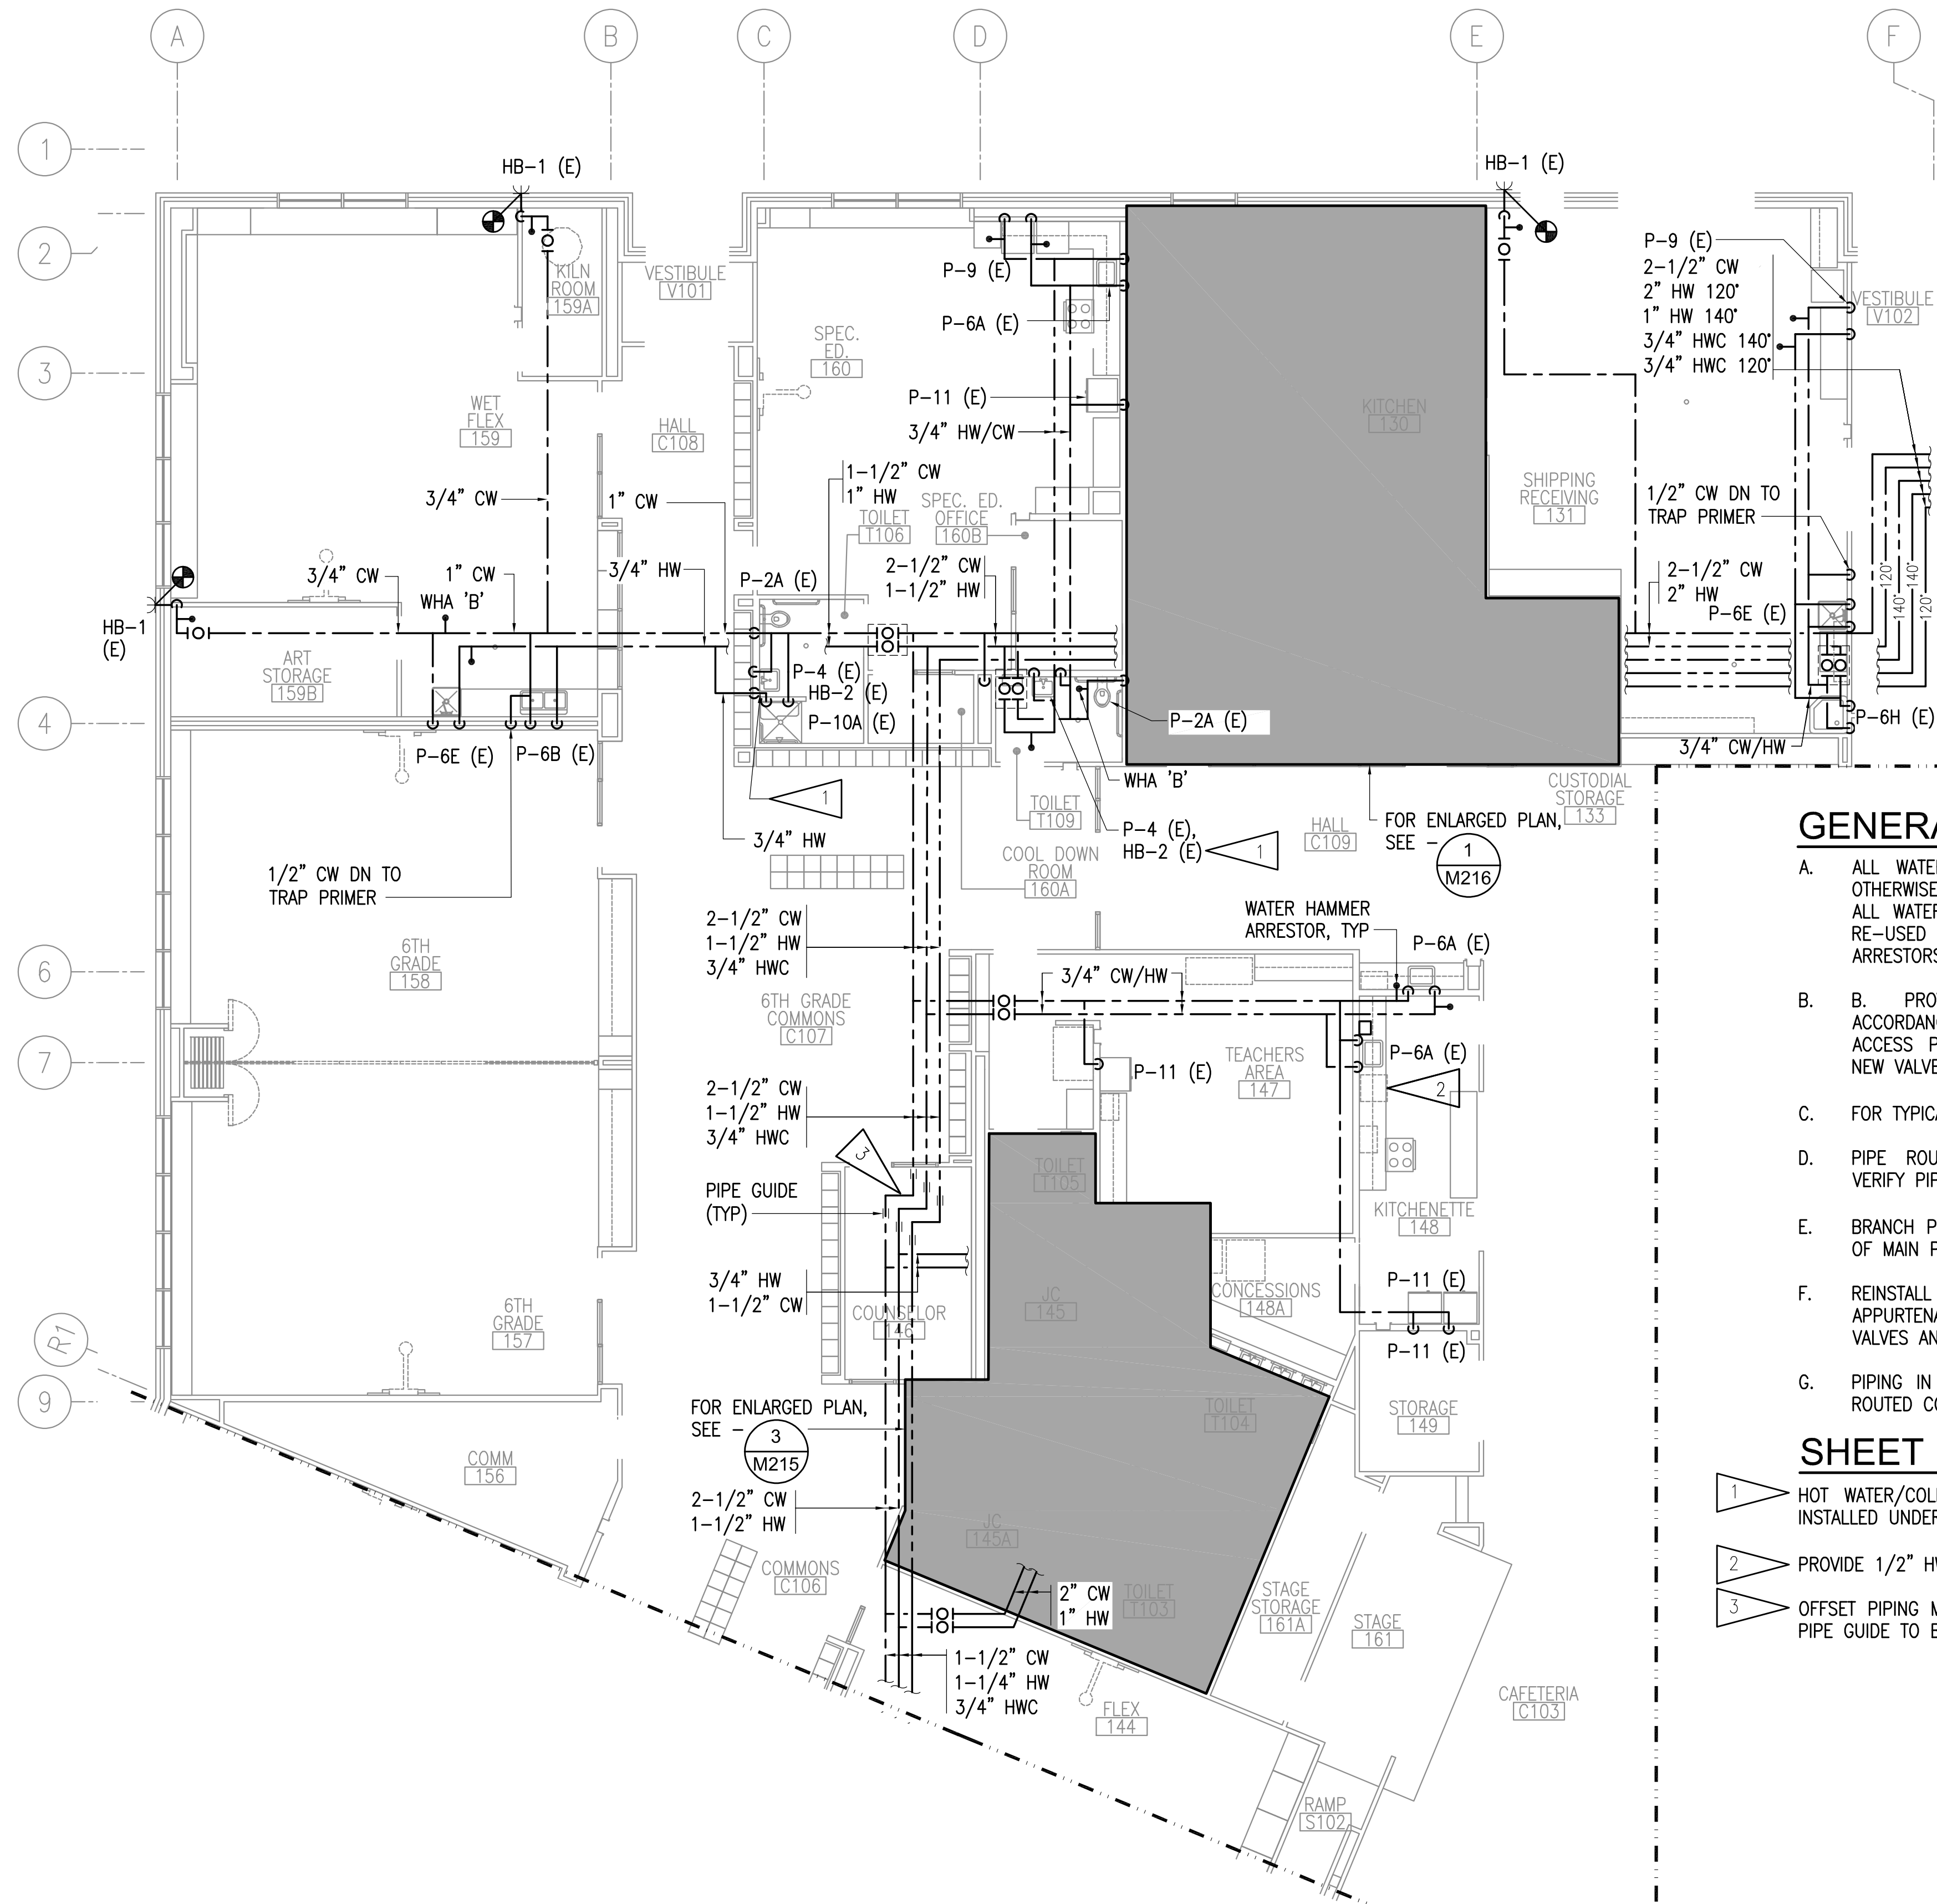 A
B
C
D
E
F
1
2
3
4
6
7
R1
9
HB-1 (E)
HB-1 (E)
KILN
ROOM
159A
VESTIBULE
V101
P-9 (E)
P-6A (E)
SPEC.
ED.
160
P-11 (E)
3/4" HW/CW
KITCHEN
130
P-9 (E)
2-1/2" CW
2" HW 120°
1" HW 140°
3/4" HWC 140°
3/4" HWC 120°
VESTIBULE
V102
WET
FLEX
159
HALL
C108
3/4" CW
1" CW
1-1/2" CW
1" HW
TOILET
T106
SPEC. ED.
OFFICE
160B
SHIPPING
RECEIVING
131
1/2" CW DN TO
TRAP PRIMER
3/4" CW
1" CW
WHA 'B'
3/4" HW
P-2A (E)
2-1/2" CW
1-1/2" HW
2-1/2" CW
2" HW
P-6E (E)
140°
120°
140°
120°
HB-1
(E)
ART
STORAGE
159B
P-4 (E)
HB-2 (E)
P-10A (E)
P-2A (E)
P-6E (E)
P-6B (E)
P-6H (E)
3/4" CW/HW
1
WHA 'B'
TOILET
T109
CUSTODIAL
STORAGE
133
3/4" HW
P-4 (E),
HB-2 (E)
1
HALL
C109
FOR ENLARGED PLAN,
SEE -
1
M216
COOL DOWN
ROOM
160A
1/2" CW DN TO
TRAP PRIMER
2-1/2" CW
1-1/2" HW
3/4" HWC
WATER HAMMER
ARRESTOR, TYP
P-6A (E)
6TH
GRADE
158
3/4" CW/HW
6TH GRADE
COMMONS
C107
TEACHERS
AREA
147
P-6A (E)
P-11 (E)
2
2-1/2" CW
1-1/2" HW
3/4" HWC
3
TOILET
T105
PIPE GUIDE
(TYP)
KITCHENETTE
148
3/4" HW
1-1/2" CW
COUNSELOR
146
JC
145
CONCESSIONS
148A
P-11 (E)
P-11 (E)
6TH
GRADE
157
FOR ENLARGED PLAN,
SEE -
3
M215
TOILET
T104
STORAGE
149
COMM
156
2-1/2" CW
1-1/2" HW
JC
145A
COMMONS
C106
2" CW
1" HW
TOILET
T103
STAGE
STORAGE
161A
STAGE
161
1-1/2" CW
1-1/4" HW
3/4" HWC
FLEX
144
CAFETERIA
C103
RAMP
S102
GENERA
A. ALL WATE
OTHERWISE
ALL WATE
RE-USED
ARRESTORS
B. B. PRO
ACCORDAN
ACCESS P
NEW VALVE
C. FOR TYPIC
D. PIPE ROU
VERIFY PIP
E. BRANCH P
OF MAIN P
F. REINSTALL
APPURTENA
VALVES AN
G. PIPING IN
ROUTED CO
SHEET
1 HOT WATER/COL
INSTALLED UNDER
2 PROVIDE 1/2" HW
3 OFFSET PIPING M
PIPE GUIDE TO B